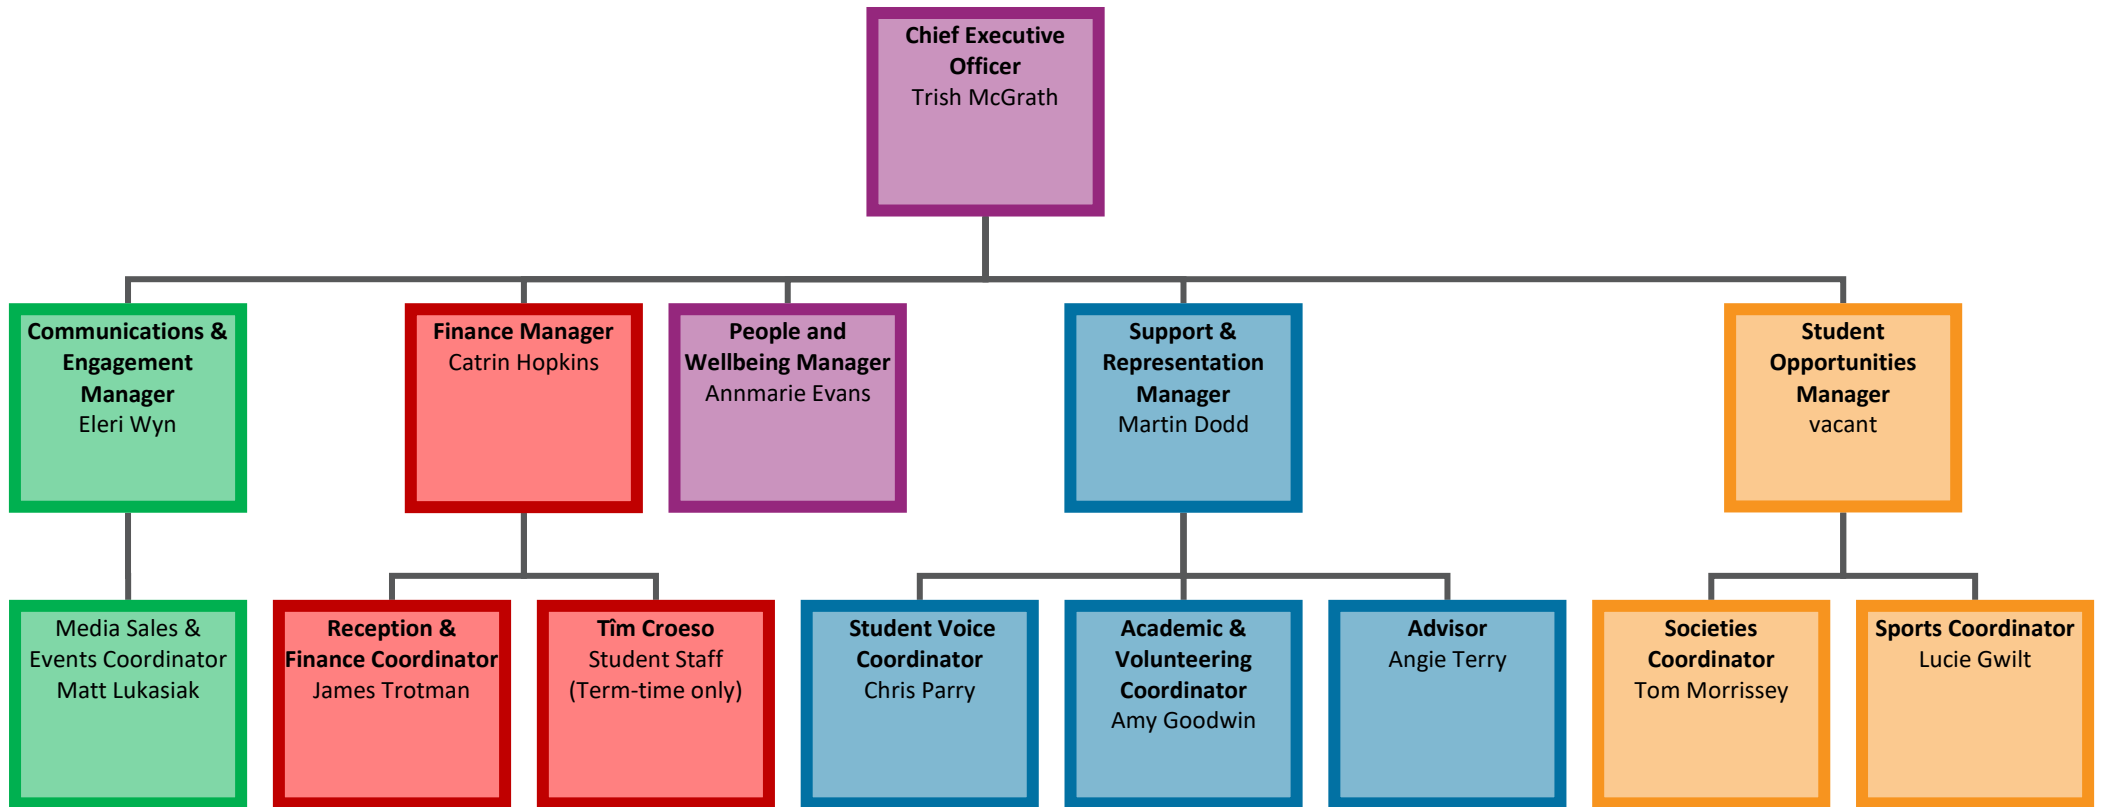 Chief Executive
Officer
Trish McGrath
Communications &
Engagement
Manager
Eleri Wyn
Finance Manager
Catrin Hopkins
People and
Wellbeing Manager
Annmarie Evans
Support &
Representation
Manager
Martin Dodd
Student
Opportunities
Manager
vacant
Media Sales &
Events Coordinator
Matt Lukasiak
Reception &
Finance Coordinator
James Trotman
Tîm Croeso
Student Staff
(Term-time only)
Student Voice
Coordinator
Chris Parry
Academic &
Volunteering
Coordinator
Amy Goodwin
Advisor
Angie Terry
Societies
Coordinator
Tom Morrissey
Sports Coordinator
Lucie Gwilt